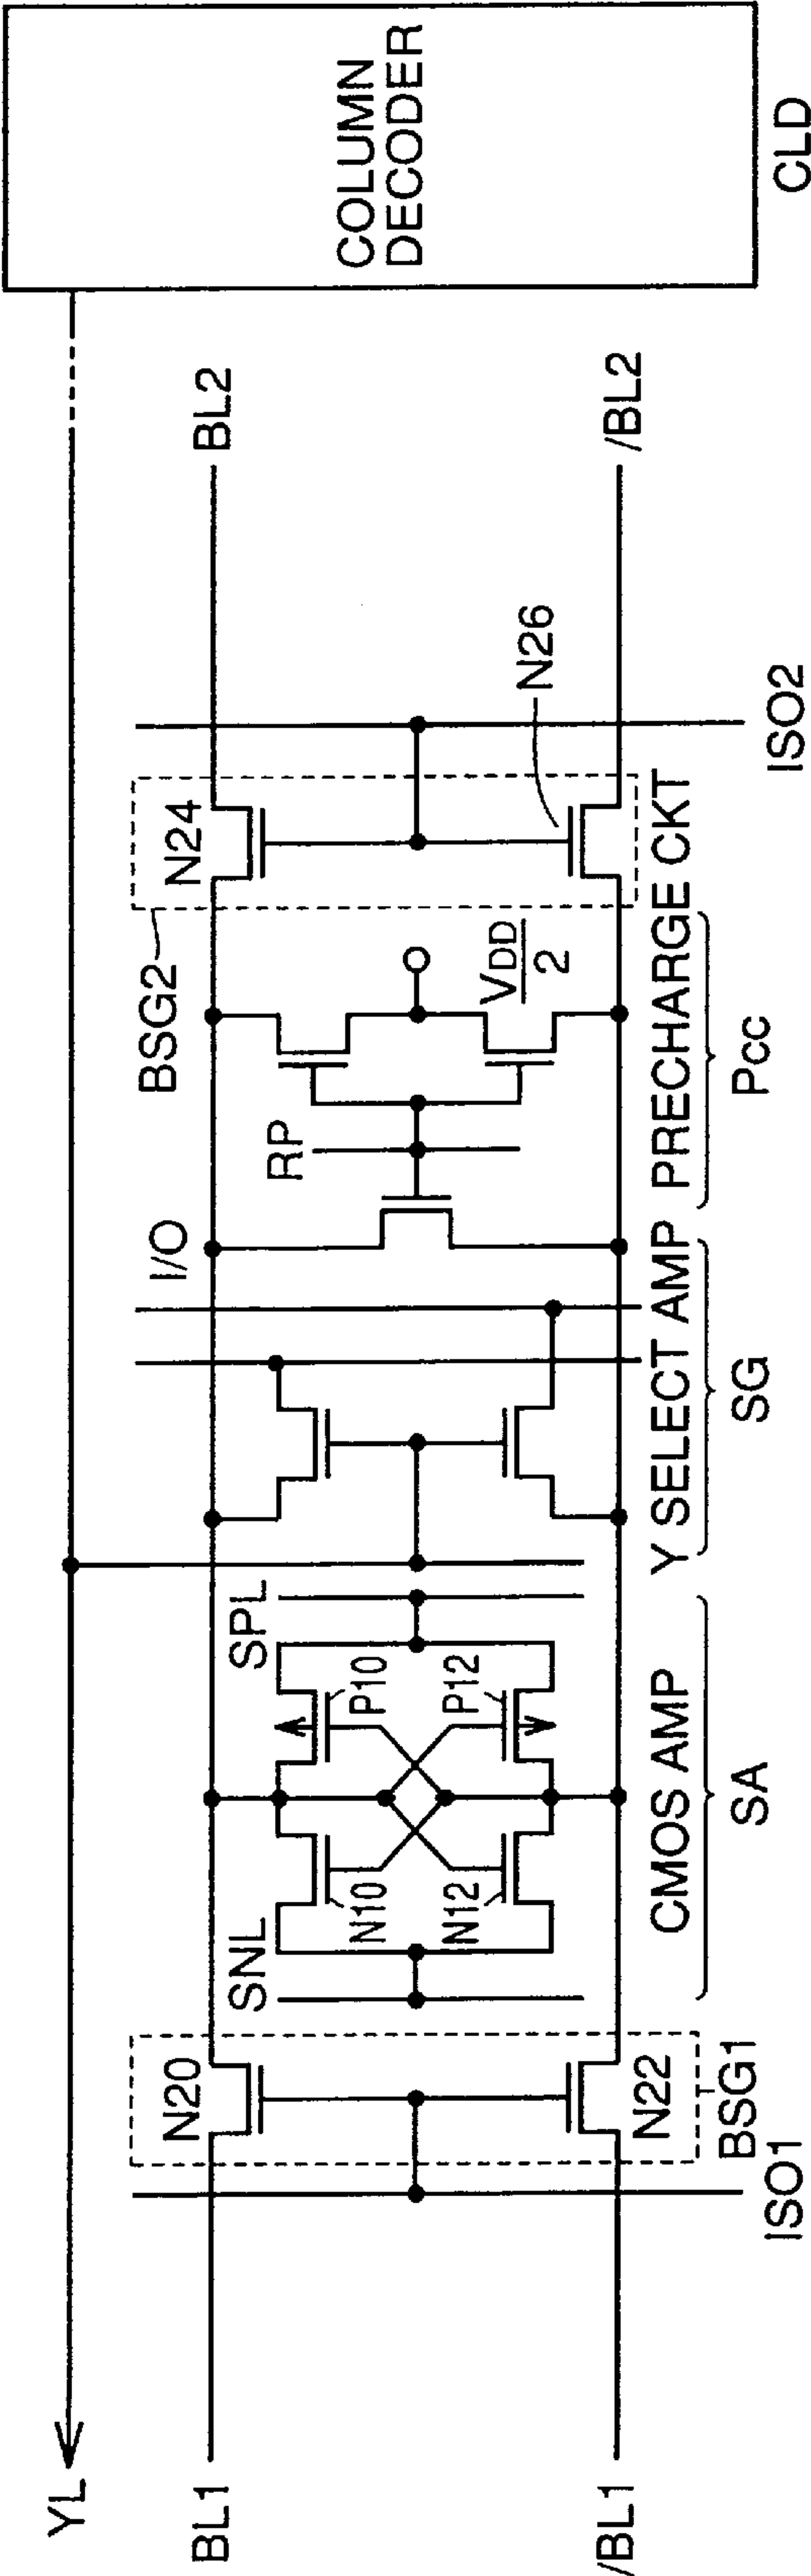 YL
COLUMN
DECODER
CLD
BL1
BL2
/BL1
/BL2
N20
N22
BSG1
ISO1
SNL
SPL
N10
P10
N12
P12
CMOS AMP
SA
Y SELECT AMP
SG
I/O
RP
VDD
2
PRECHARGE CKT
PCC
BSG2
N24
N26
ISO2